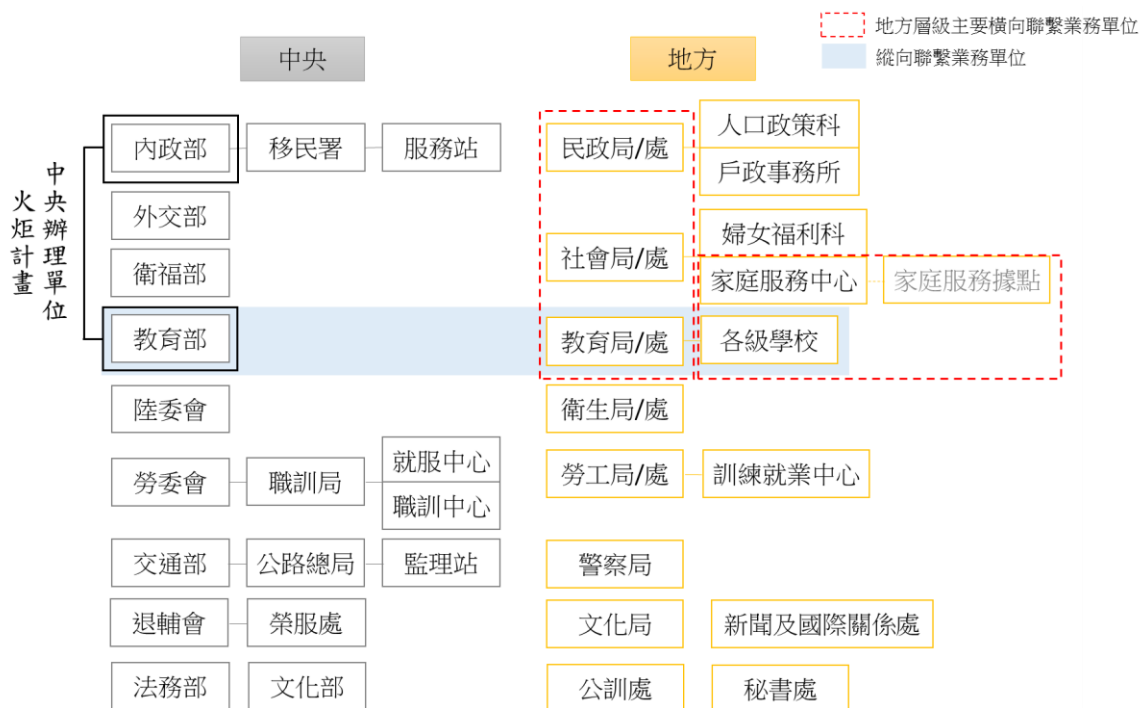 地方層級主要橫向聯繫業務單位
縱向聯繫業務單位
中央
地方
中央辦理單位
火炬計畫
內政部
移民署
服務站
民政局/處
人口政策科
戶政事務所
外交部
衛福部
社會局/處
婦女福利科
家庭服務中心
家庭服務據點
教育部
教育局/處
各級學校
陸委會
衛生局/處
勞委會
職訓局
就服中心
職訓中心
勞工局/處
訓練就業中心
交通部
公路總局
監理站
警察局
退輔會
榮服處
文化局
新聞及國際關係處
法務部
文化部
公訓處
秘書處